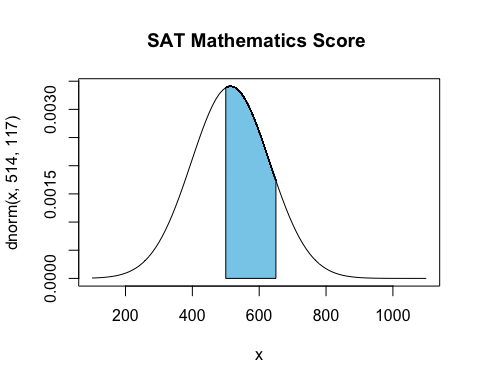 SAT Mathematics Score
dnorm(x, 514, 117)
0.0030
0.0015
0.0000
200 400 600 800 1000
x